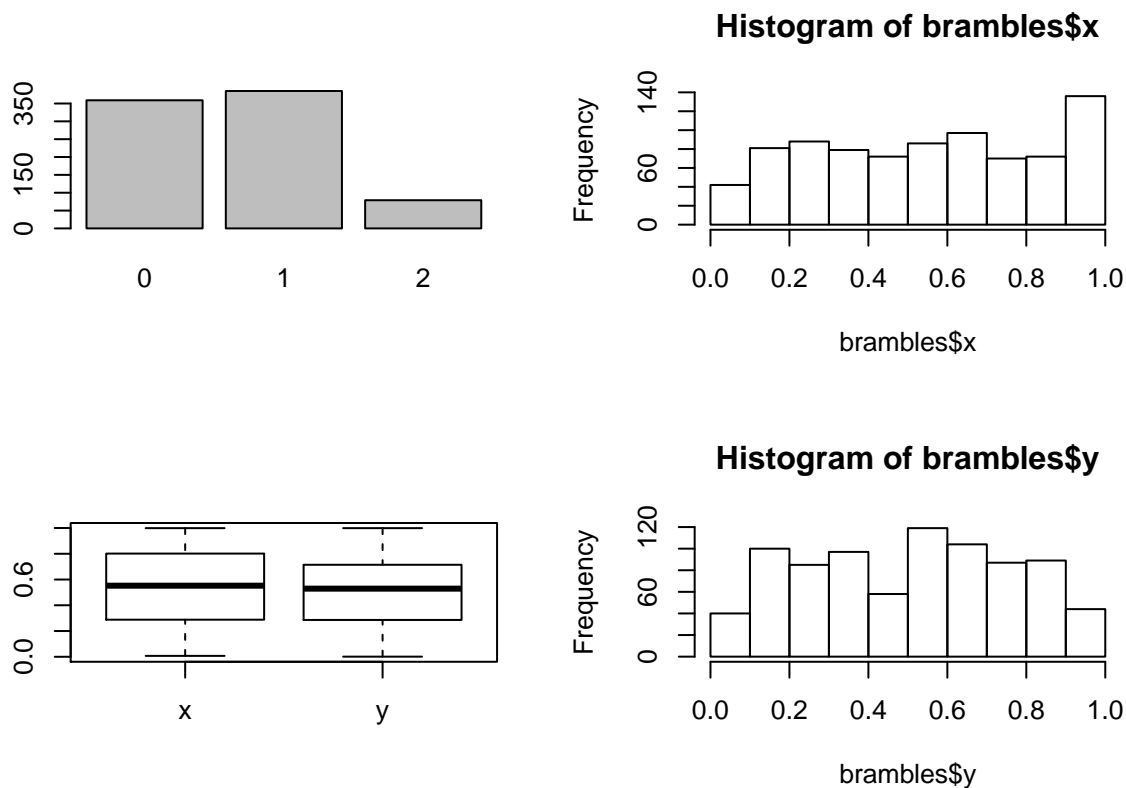 0 150 350
0 1 2
Histogram of brambles$x
Frequency
0 60 140
0.0 0.2 0.4 0.6 0.8 1.0
brambles$x
0.0 0.6
x y
Histogram of brambles$y
Frequency
0 60 120
0.0 0.2 0.4 0.6 0.8 1.0
brambles$y